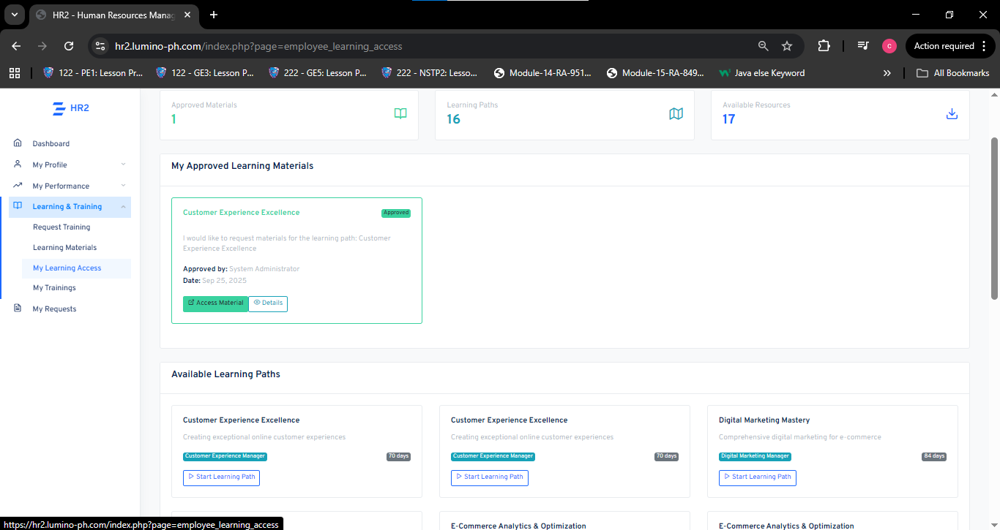 HR2 - Human Resources Manag
hr2.lumino-ph.com/index.php?page=employee_learning_access
C
Action required
122 - PE1: Lesson Pr...
122 - GE3: Lesson P...
222 - GE5: Lesson P...
222 - NSTP2: Lesso...
Module-14-RA-951...
Module-15-RA-849...
Java else Keyword
All Bookmarks
HR2
Dashboard
My Profile
My Performance
Learning & Training
Request Training
Learning Materials
My Learning Access
My Trainings
My Requests
Approved Materials
1
Learning Paths
16
Available Resources
17
My Approved Learning Materials
Customer Experience Excellence
Approved
I would like to request materials for the learning path: Customer
Experience Excellence
Approved by: System Administrator
Date: Sep 25, 2025
Access Material
Details
Available Learning Paths
Customer Experience Excellence
Creating exceptional online customer experiences
Customer Experience Manager
70 days
Start Learning Path
Customer Experience Excellence
Creating exceptional online customer experiences
Customer Experience Manager
70 days
Start Learning Path
Digital Marketing Mastery
Comprehensive digital marketing for e-commerce
Digital Marketing Manager
84 days
Start Learning Path
E-Commerce Analytics & Optimization
E-Commerce Analytics & Optimization
https://hr2.lumino-ph.com/index.php?page=employee_learning_access